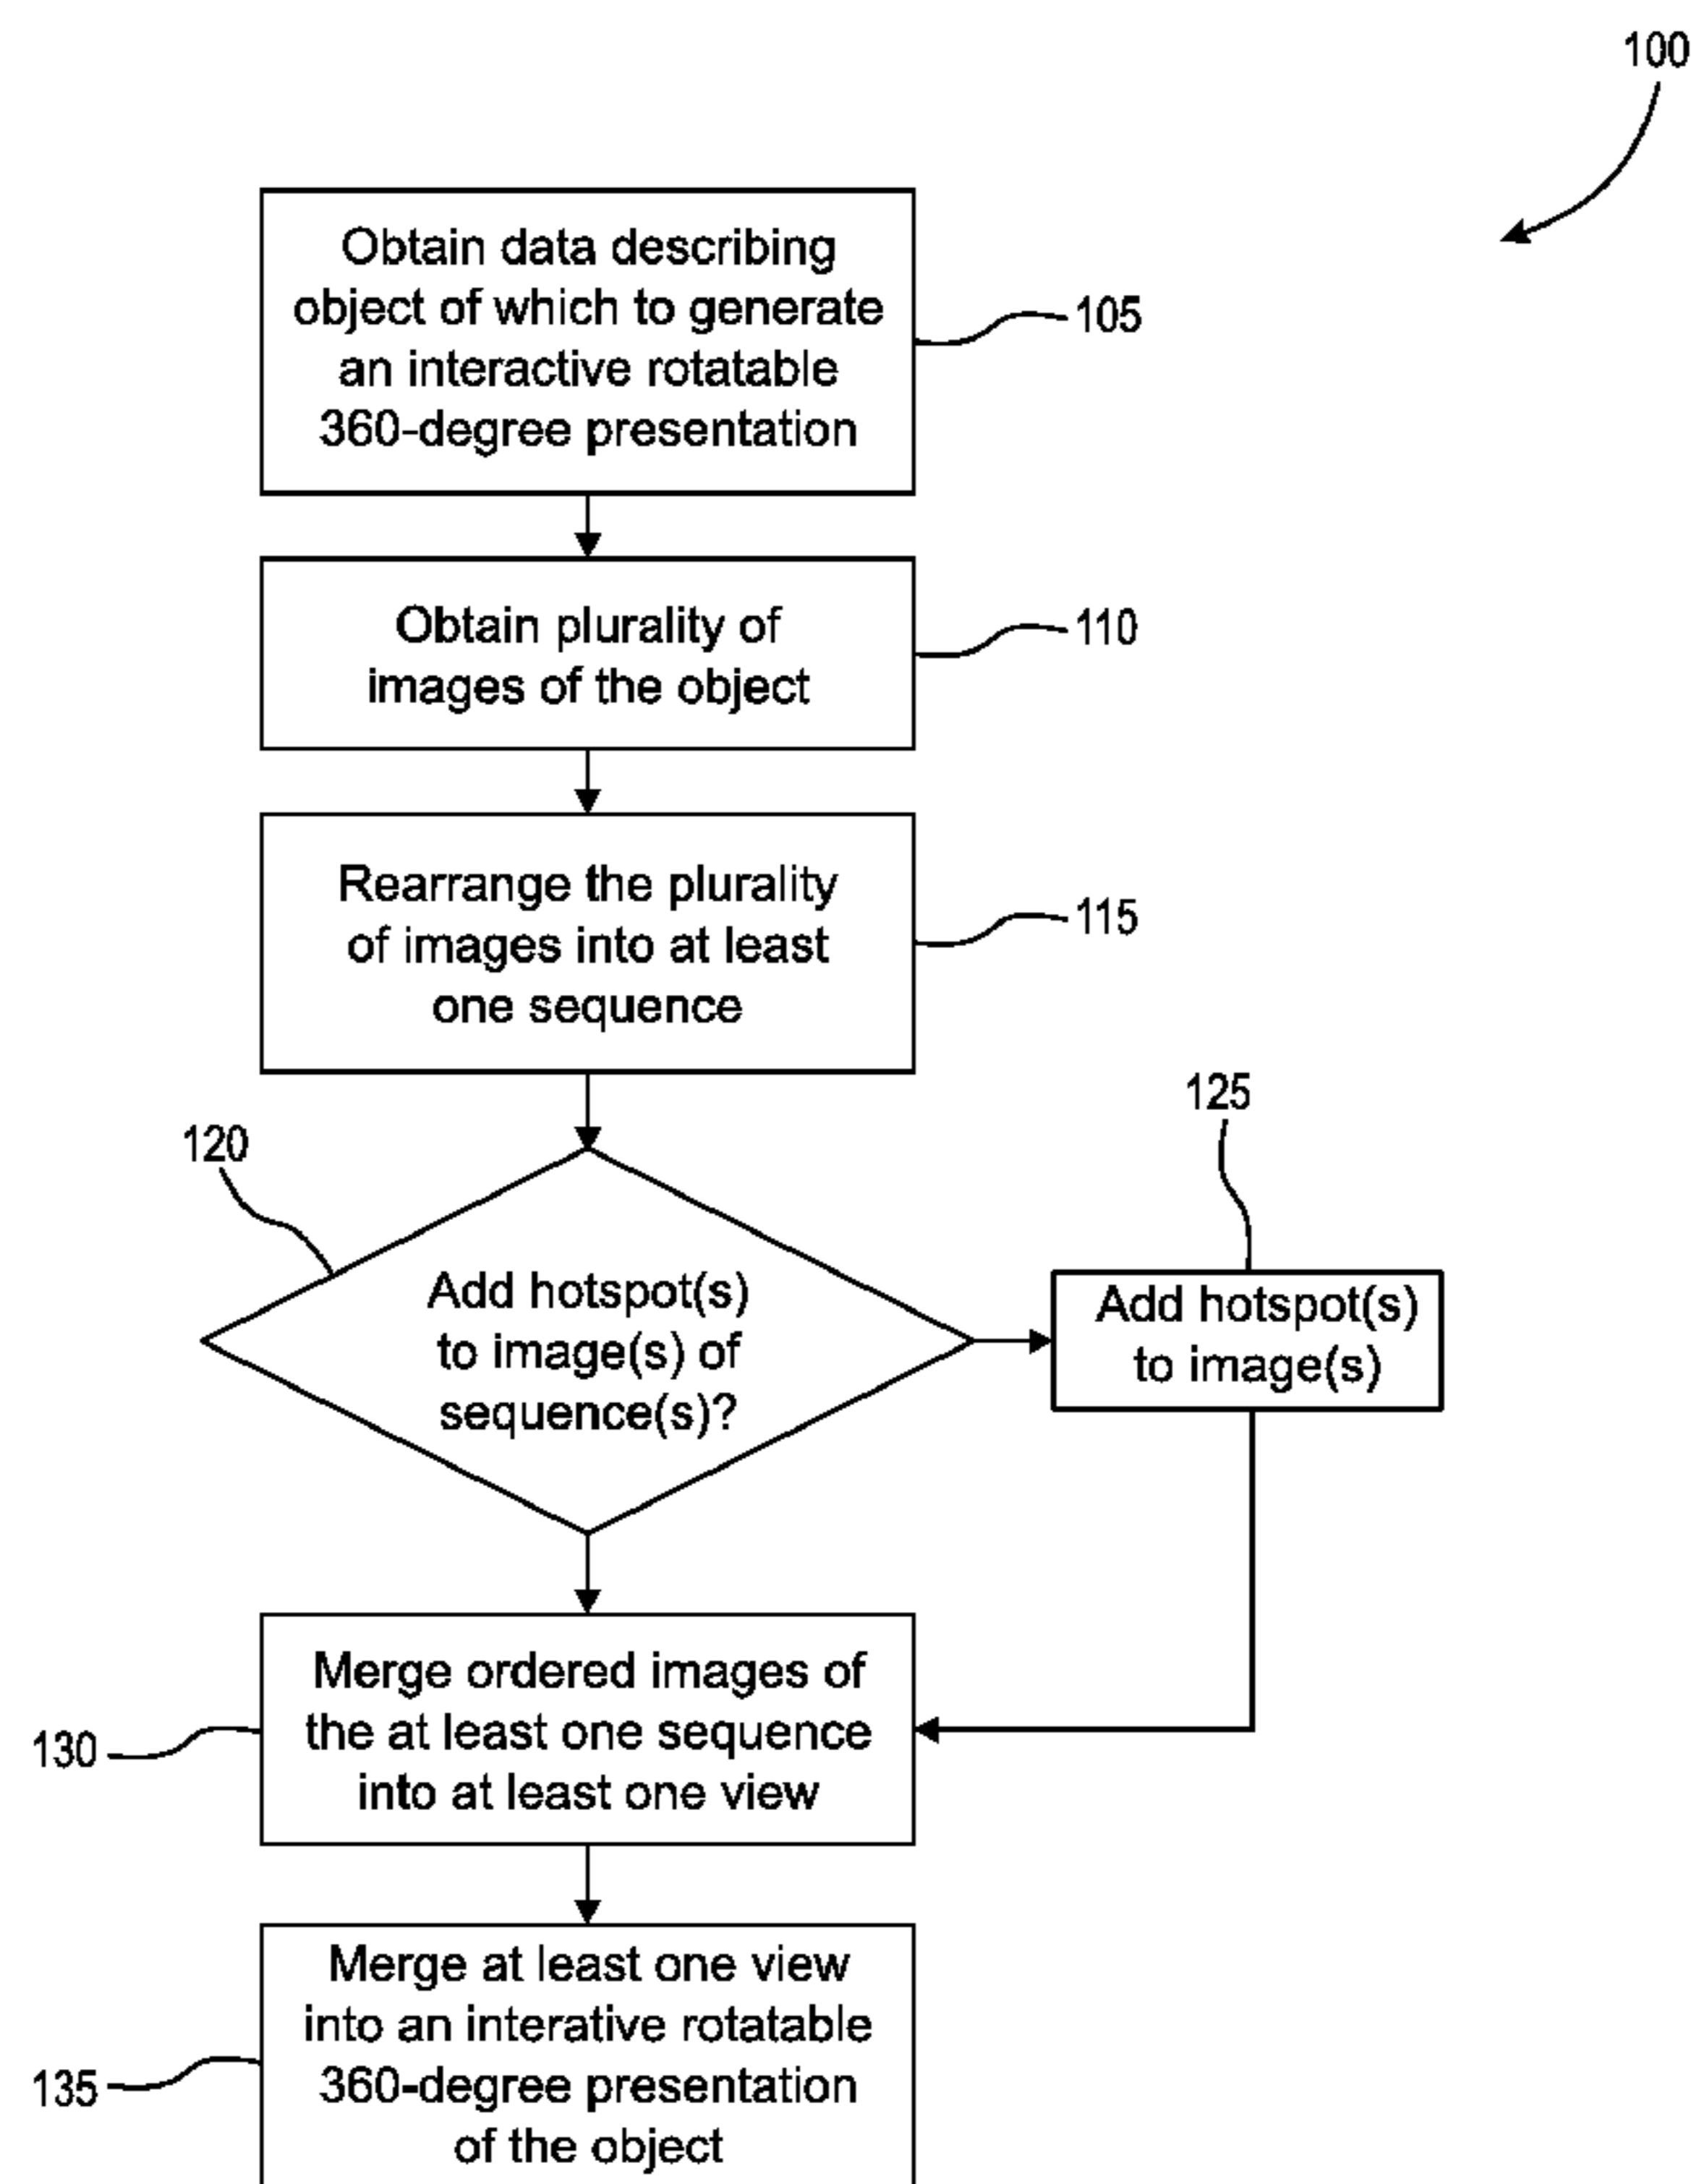 100
Obtain data describing
object of which to generate
an interactive rotatable
360-degree presentation
105
Obtain plurality of
images of the object
110
Rearrange the plurality
of images into at least
one sequence
115
120
Add hotspot(s)
to image(s) of
sequence(s)?
125
Add hotspot(s)
to image(s)
Merge ordered images of
the at least one sequence
into at least one view
130
Merge at least one view
into an interative rotatable
360-degree presentation
of the object
135